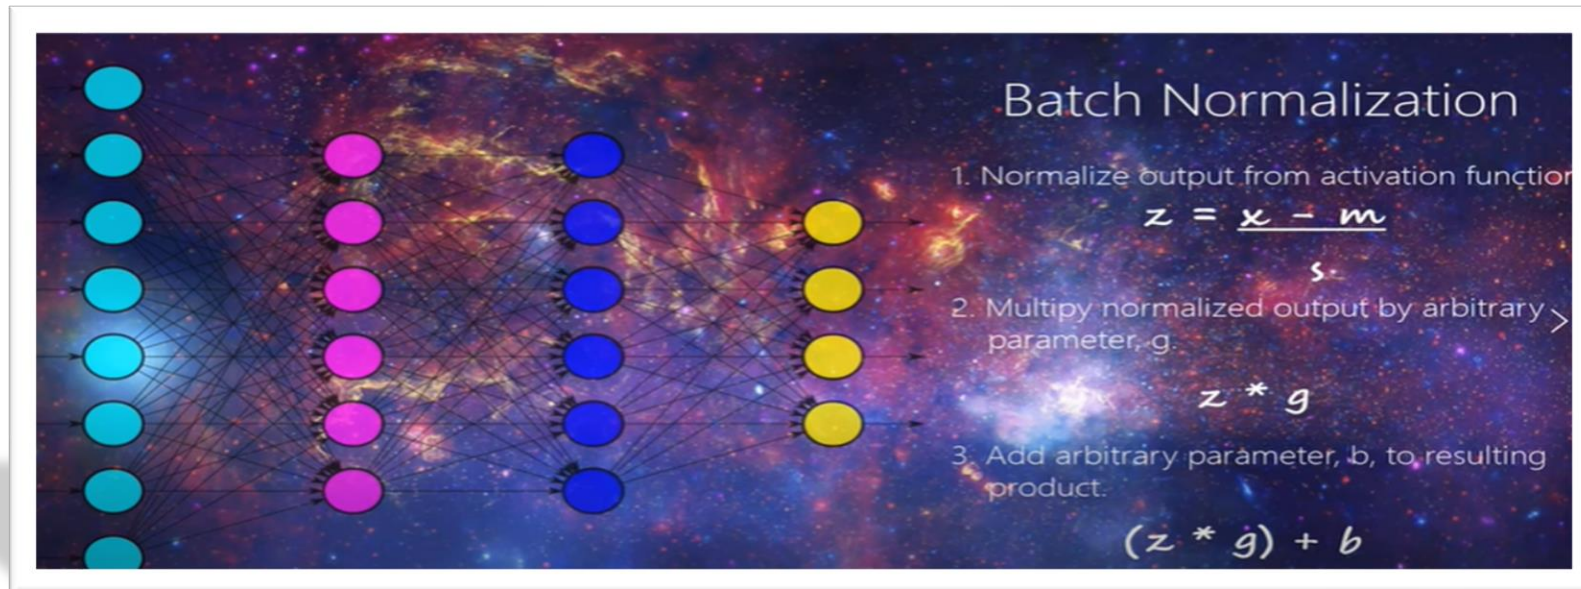 Batch Normalization
1. Normalize output from activation function
z = x - m
s
2. Multipy normalized output by arbitrary
parameter, g.
z * g
3. Add arbitrary parameter, b, to resulting
product.
(z * g) + b